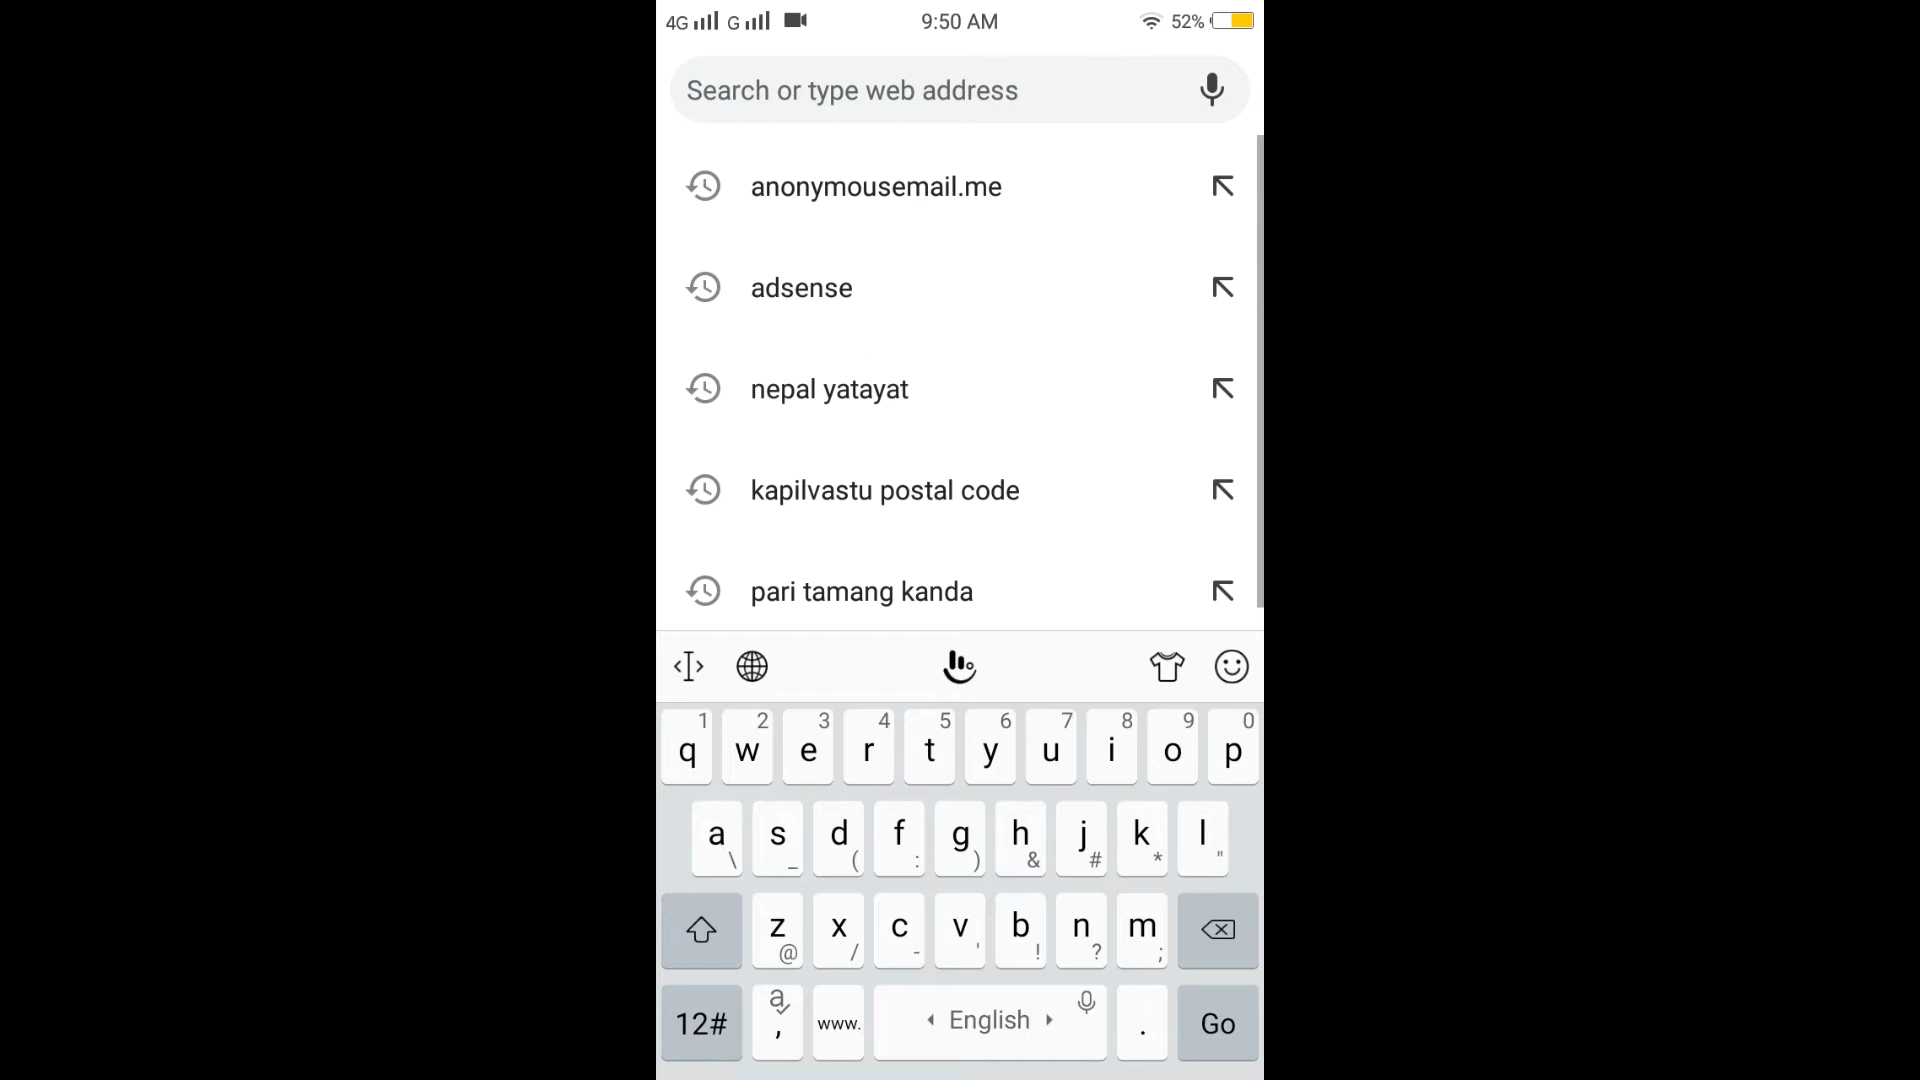 4G G 9:50 AM 52%
Search or type web address
anonymousemail.me
adsense
nepal yatayat
kapilvastu postal code
pari tamang kanda
1 2 3 4 5 6 7 8 9 0
q w e r t y u i o p
a s d f g h j k l
\ _ ( : ) & # * "
z x c v b n m
@ / - ' ! ? ;
12# a , www. English . Go